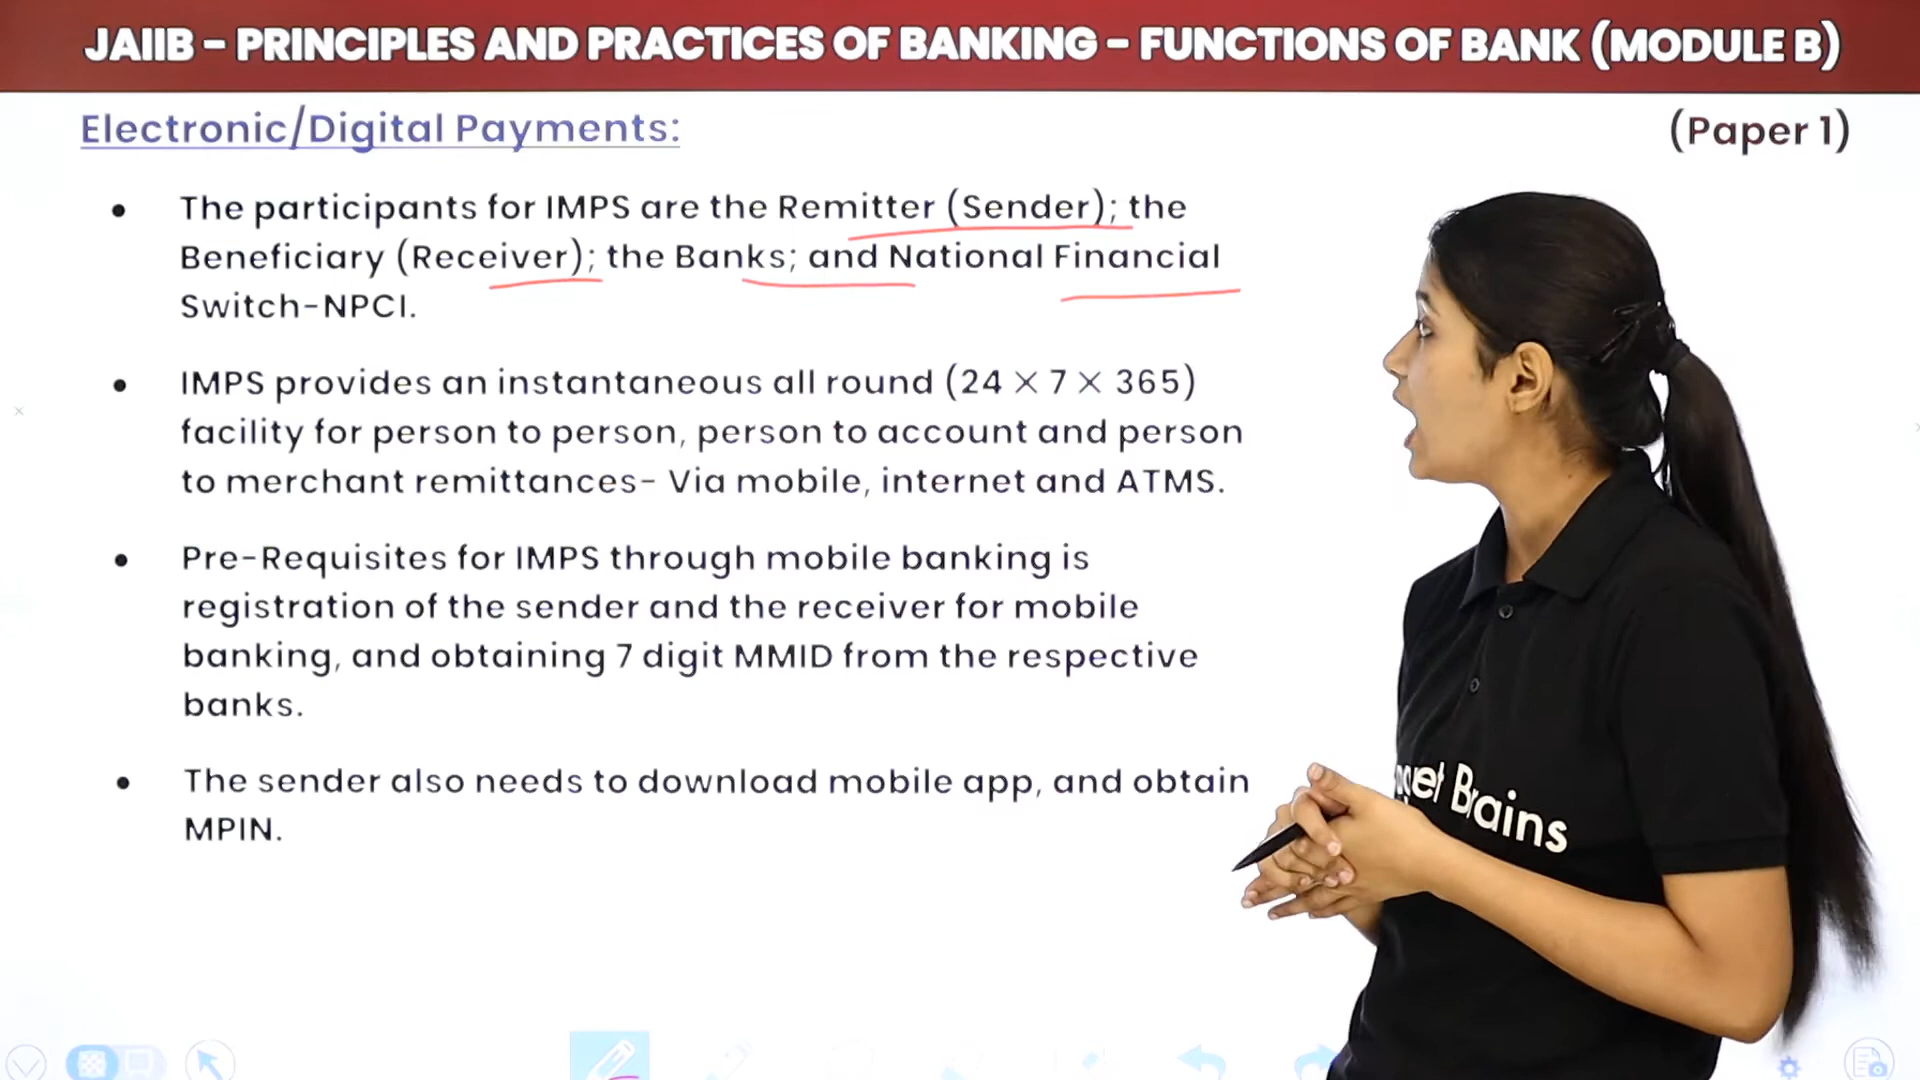 JAIIB – PRINCIPLES AND PRACTICES OF BANKING – FUNCTIONS OF BANK (MODULE B)
Electronic/Digital Payments:
(Paper 1)
• The participants for IMPS are the Remitter (Sender); the
Beneficiary (Receiver); the Banks; and National Financial
Switch-NPCI.
• IMPS provides an instantaneous all round (24 × 7 × 365)
facility for person to person, person to account and person
to merchant remittances- Via mobile, internet and ATMS.
• Pre-Requisites for IMPS through mobile banking is
registration of the sender and the receiver for mobile
banking, and obtaining 7 digit MMID from the respective
banks.
• The sender also needs to download mobile app, and obtain
MPIN.
Brains